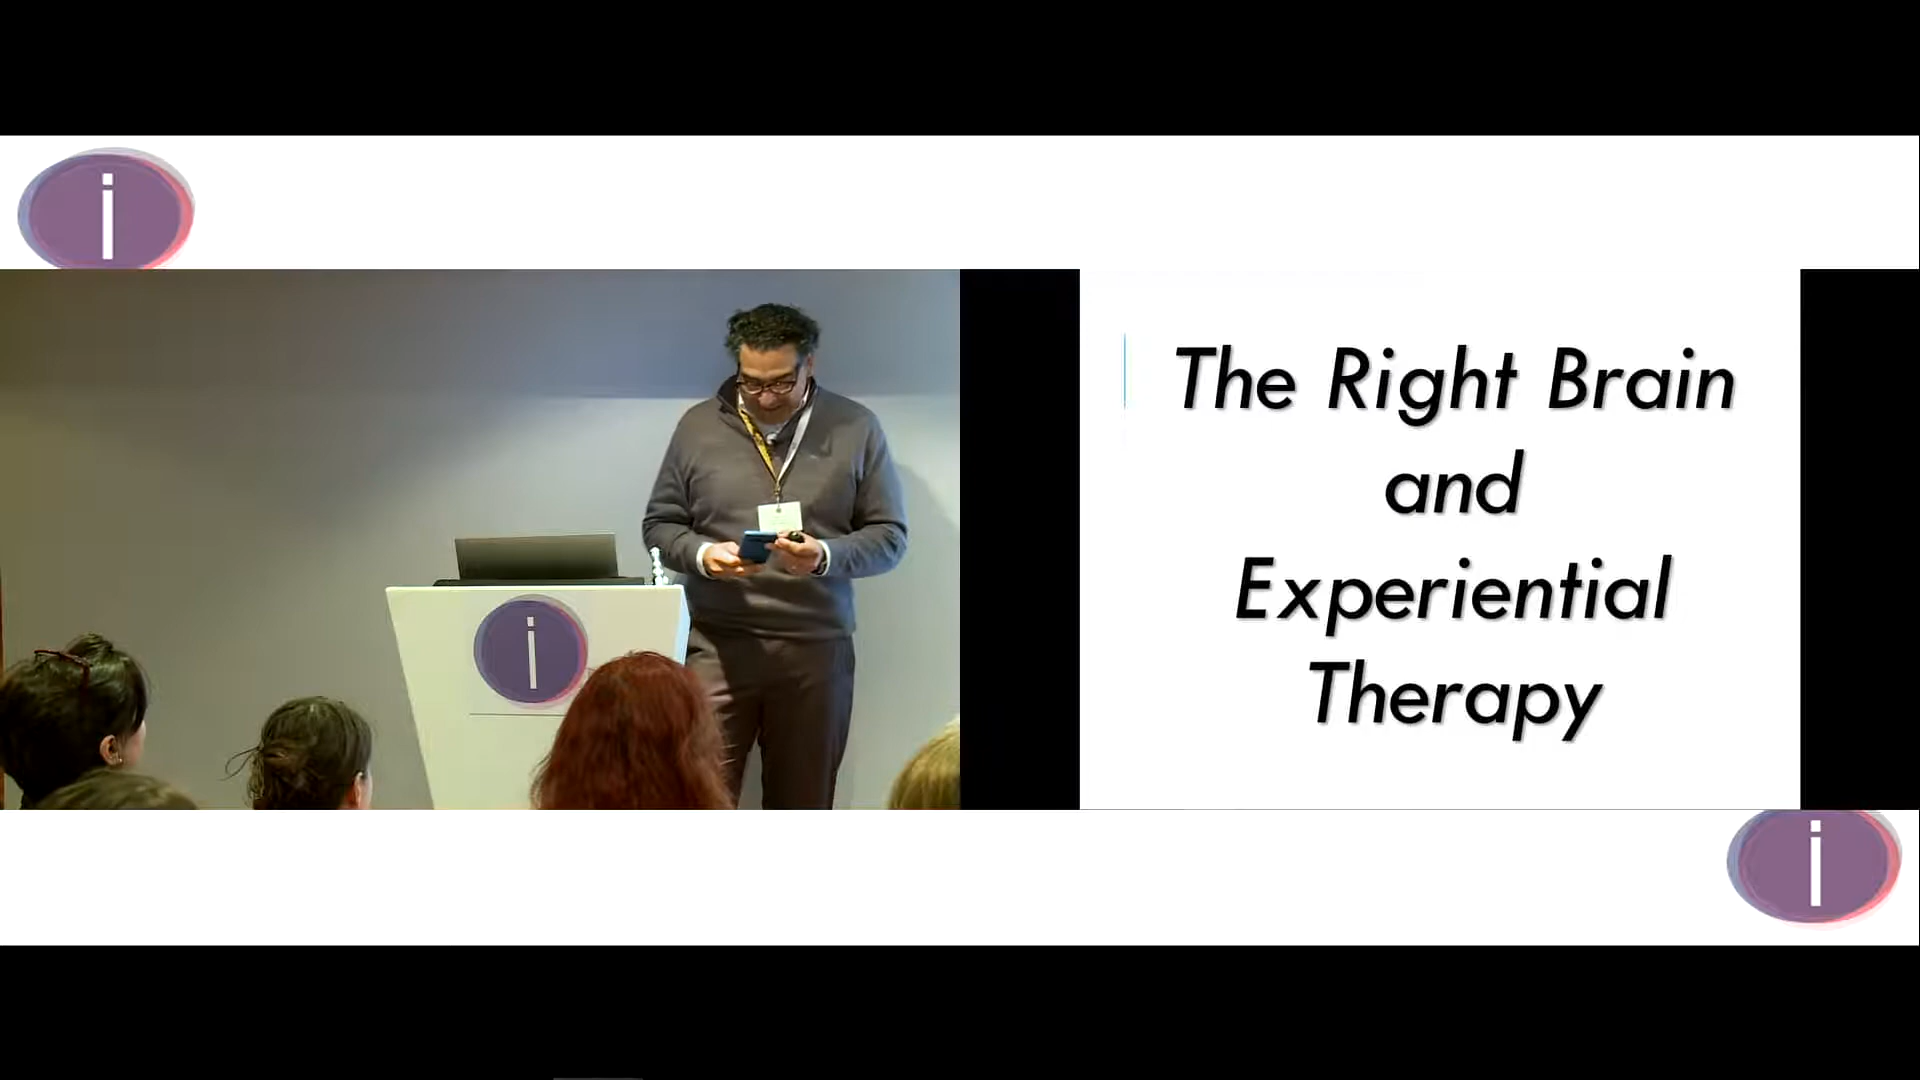 i
i
The Right Brain
and
Experiential
Therapy
i